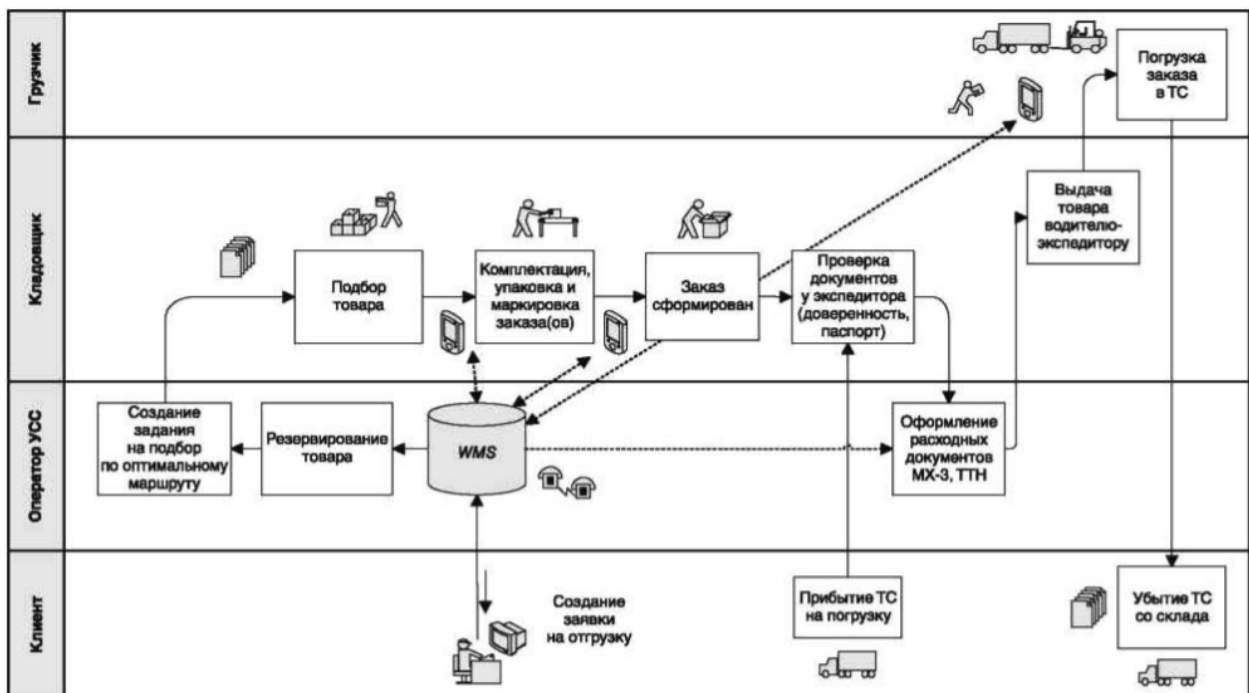 Грузчик
Погрузка
заказа
в ТС
Кладовщик
Подбор
товара
Комплектация,
упаковка и
маркировка
заказа(ов)
Заказ
сформирован
Проверка
документов
у экспедитора
(доверенность,
паспорт)
Выдача
товара
водителю-
экспедитору
Оператор УСС
Создание
задания
на подбор
по оптимальному
маршруту
Резервирование
товара
WMS
Оформление
расходных
документов
МХ-3, ТТН
Клиент
Создание
заявки
на отгрузку
Прибытие ТС
на погрузку
Убытие ТС
со склада